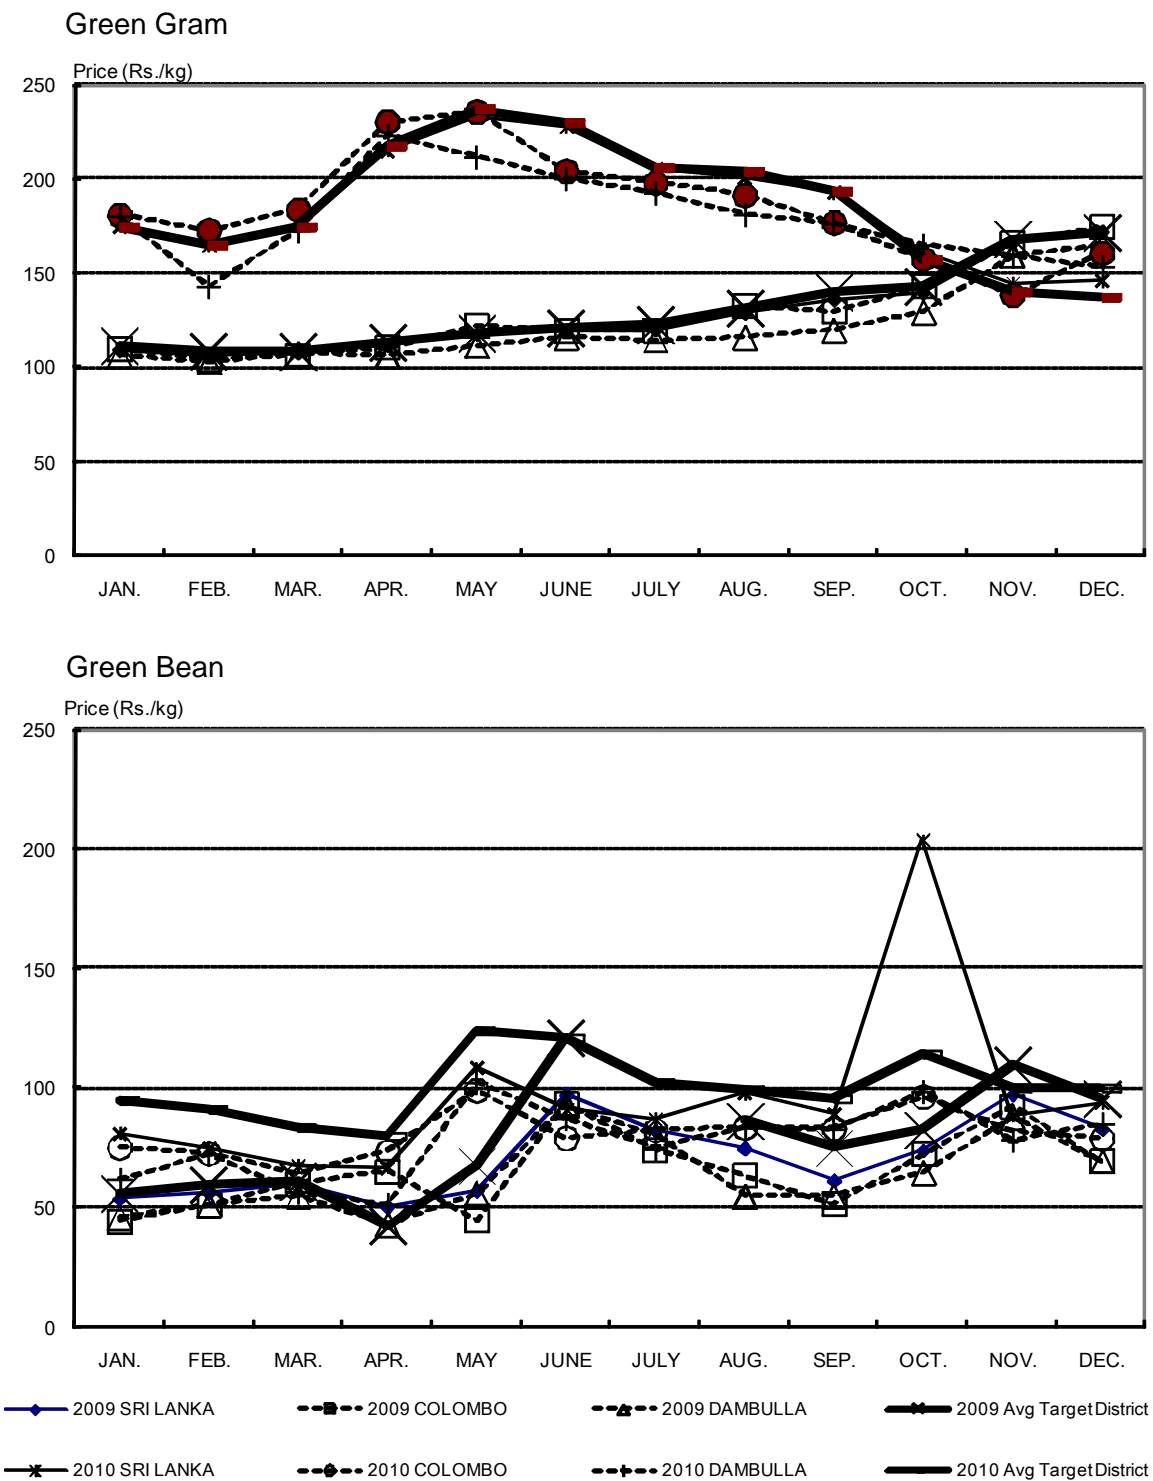 Green Gram
Price (Rs./kg)
250
200
150
100
50
0
JAN. FEB. MAR. APR. MAY JUNE JULY AUG. SEP. OCT. NOV. DEC.
Green Bean
Price (Rs./kg)
250
200
150
100
50
0
JAN. FEB. MAR. APR. MAY JUNE JULY AUG. SEP. OCT. NOV. DEC.
2009 SRI LANKA 2009 COLOMBO 2009 DAMBULLA 2009 Avg Target District
2010 SRI LANKA 2010 COLOMBO 2010 DAMBULLA 2010 Avg Target District